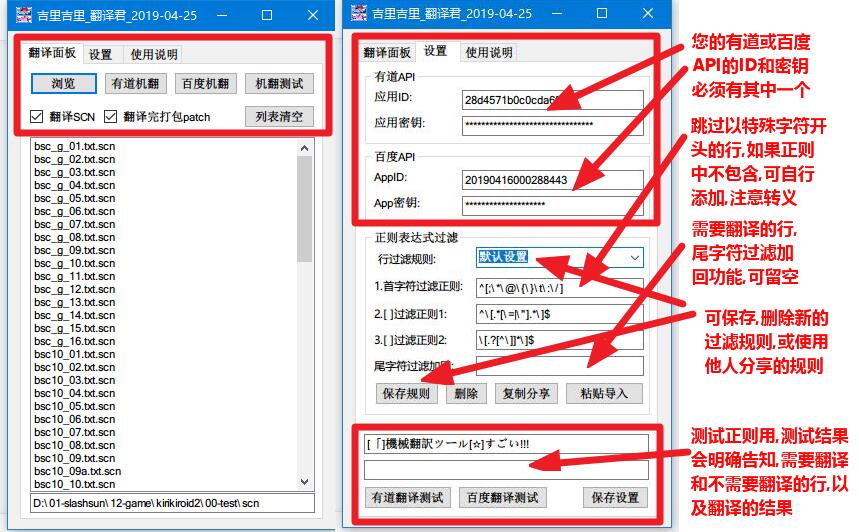 吉里吉里_翻译君_2019-04-25
翻译面板 设置 使用说明
浏览 有道机翻 百度机翻 机翻测试
翻译SCN 翻译完打包patch 列表清空
bsc_g_01.txt.scn
bsc_g_02.txt.scn
bsc_g_03.txt.scn
bsc_g_04.txt.scn
bsc_g_05.txt.scn
bsc_g_06.txt.scn
bsc_g_07.txt.scn
bsc_g_08.txt.scn
bsc_g_09.txt.scn
bsc_g_10.txt.scn
bsc_g_11.txt.scn
bsc_g_12.txt.scn
bsc_g_13.txt.scn
bsc_g_14.txt.scn
bsc_g_15.txt.scn
bsc_g_16.txt.scn
bsc10_01.txt.scn
bsc10_02.txt.scn
bsc10_03.txt.scn
bsc10_04.txt.scn
bsc10_05.txt.scn
bsc10_06.txt.scn
bsc10_07.txt.scn
bsc10_08.txt.scn
bsc10_09.txt.scn
bsc10_09a.txt.scn
bsc10_10.txt.scn
D:\01-slashsun\12-game\kirikiroid2\00-test\scn
吉里吉里_翻译君_2019-04-25
翻译面板 设置 使用说明
有道API
应用ID: 28d4571b0c0cda6
应用密钥: ********************************
百度API
AppID: 20190416000288443
App密钥: ********************
正则表达式过滤
行过滤规则: 默认设置
1.首字符过滤正则: ^[;\*\@\{\}\t\:\/]
2.[ ]过滤正则1: ^\[.*[\=|\"].*\]$
3.[ ]过滤正则2: \[.?[^\]]*\]$
尾字符过滤加回:
保存规则 删除 复制分享 粘贴导入
[「]機械翻訳ツール[☆]すごい!!!
有道翻译测试 百度翻译测试 保存设置
您的有道或百度
API的ID和密钥
必须有其中一个
跳过以特殊字符开
头的行,如果正则
中不包含,可自行
添加,注意转义
需要翻译的行,
尾字符过滤加
回功能,可留空
可保存,删除新的
过滤规则,或使用
他人分享的规则
测试正则用,测试结果
会明确告知,需要翻译
和不需要翻译的行,以
及翻译的结果